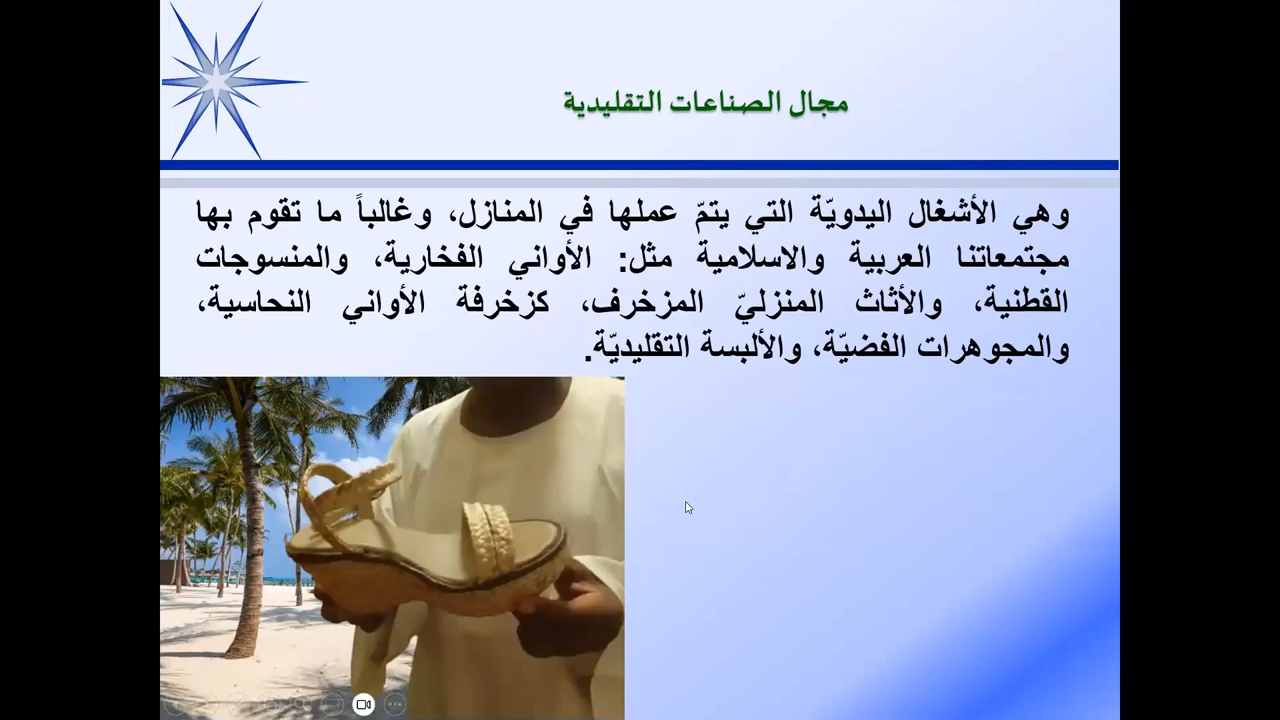 مجال الصناعات التقليدية
وهي الأشغال اليدويّة التي يتمّ عملها في المنازل، وغالباً ما تقوم بها
مجتمعاتنا العربية والاسلامية مثل: الأواني الفخارية، والمنسوجات
القطنية، والأثاث المنزليّ المزخرف، كزخرفة الأواني النحاسية،
والمجوهرات الفضيّة، والألبسة التقليديّة.